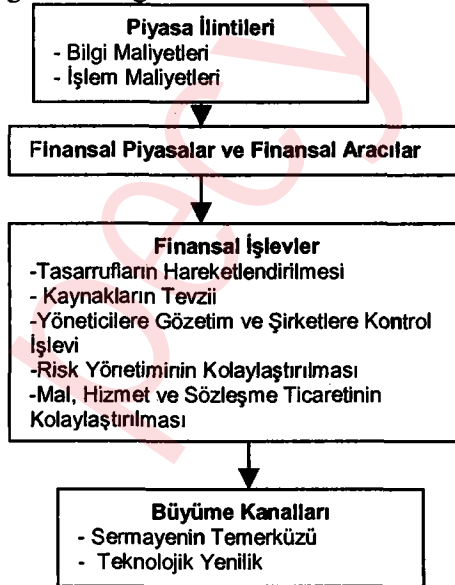 Piyasa İlintileri
- Bilgi Maliyetleri
- İşlem Maliyetleri
Finansal Piyasalar ve Finansal Aracılar
Finansal İşlevler
-Tasarrufların Hareketlendirilmesi
- Kaynakların Tevzii
-Yöneticilere Gözetim ve Şirketlere Kontrol
İşlevi
-Risk Yönetiminin Kolaylaştırılması
-Mal, Hizmet ve Sözleşme Ticaretinin
Kolaylaştırılması
Büyüme Kanalları
- Sermayenin Temerküzü
- Teknolojik Yenilik